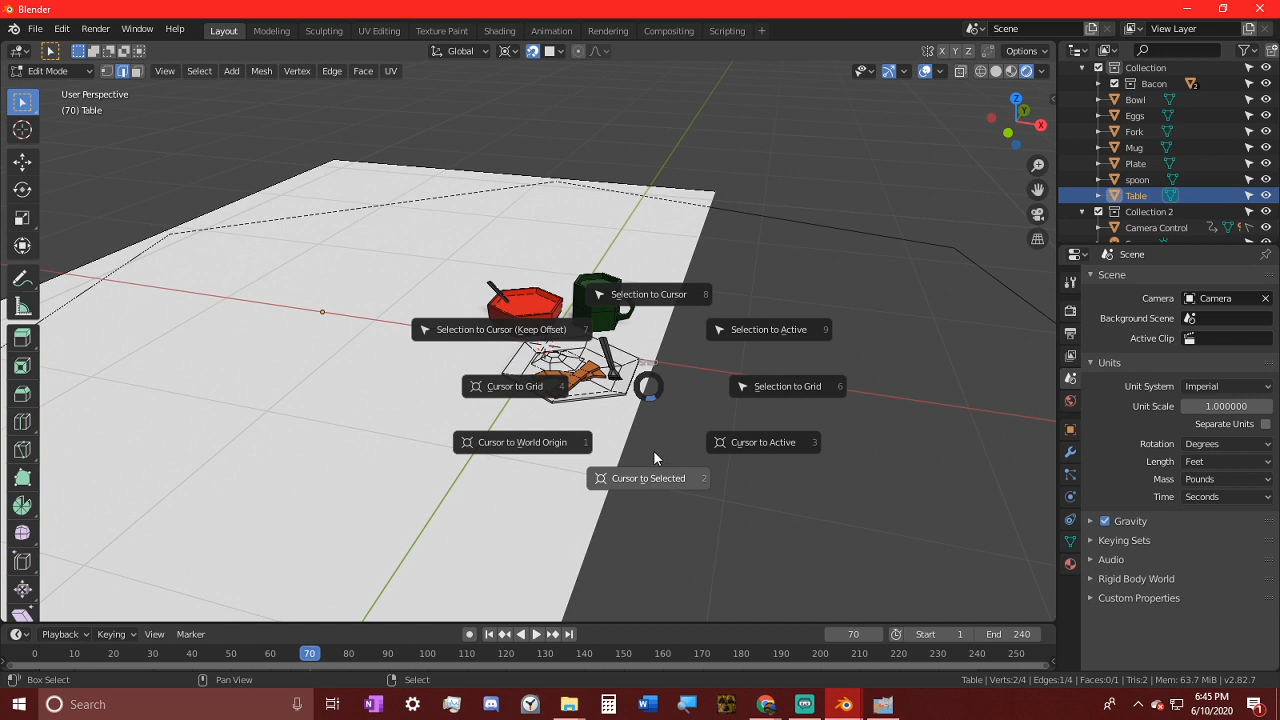 Blender
File Edit Render Window Help
Layout Modeling Sculpting UV Editing Texture Paint Shading Animation Rendering Compositing Scripting
Scene View Layer
Global Options
X Y Z
Edit Mode View Select Add Mesh Vertex Edge Face UV
User Perspective
(70) Table
Z
Y
X
Selection to Cursor 8
Selection to Cursor (Keep Offset) 7
Selection to Active 9
Cursor to Grid 4
Selection to Grid 6
Cursor to World Origin 1
Cursor to Active 3
Cursor to Selected 2
Collection
Bacon 2
Bowl
Eggs
Fork
Mug
Plate
spoon
Table
Collection 2
Camera Control
Scene
Scene
Camera Camera
Background Scene
Active Clip
Units
Unit System Imperial
Unit Scale 1.000000
Separate Units
Rotation Degrees
Length Feet
Mass Pounds
Time Seconds
Gravity
Keying Sets
Audio
Rigid Body World
Custom Properties
Playback Keying View Marker 70 Start 1 End 240
0 10 20 30 40 50 60 70 80 90 100 110 120 130 140 150 160 170 180 190 200 210 220 230 240 250
Box Select Pan View Select Table | Verts:2/4 | Edges:1/4 | Faces:0/1 | Tris:2 | Mem: 63.7 MiB | v2.82.7
Search
6:45 PM
6/10/2020